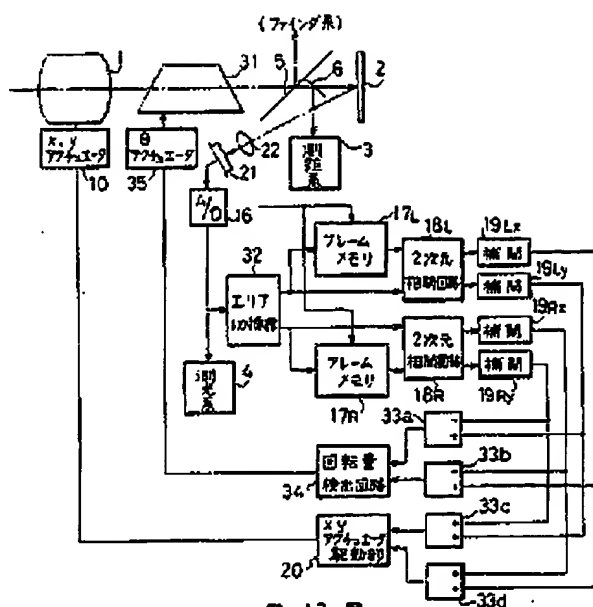 (ファインダ系)
1
31
5
6
2
x,y
アクチュエータ
10
θ
アクチュエータ
35
22
21
測距系
3
A/D
16
17L
フレームメモリ
18L
2次元
相関回路
19Lx
補間
19Ly
補間
32
エリア
測光系
4
フレームメモリ
17R
2次元
相関回路
18R
19Rx
補間
19Ry
補間
33a
33b
回転量
検出回路
34
33c
XY
アクチュエータ
駆動部
20
33d